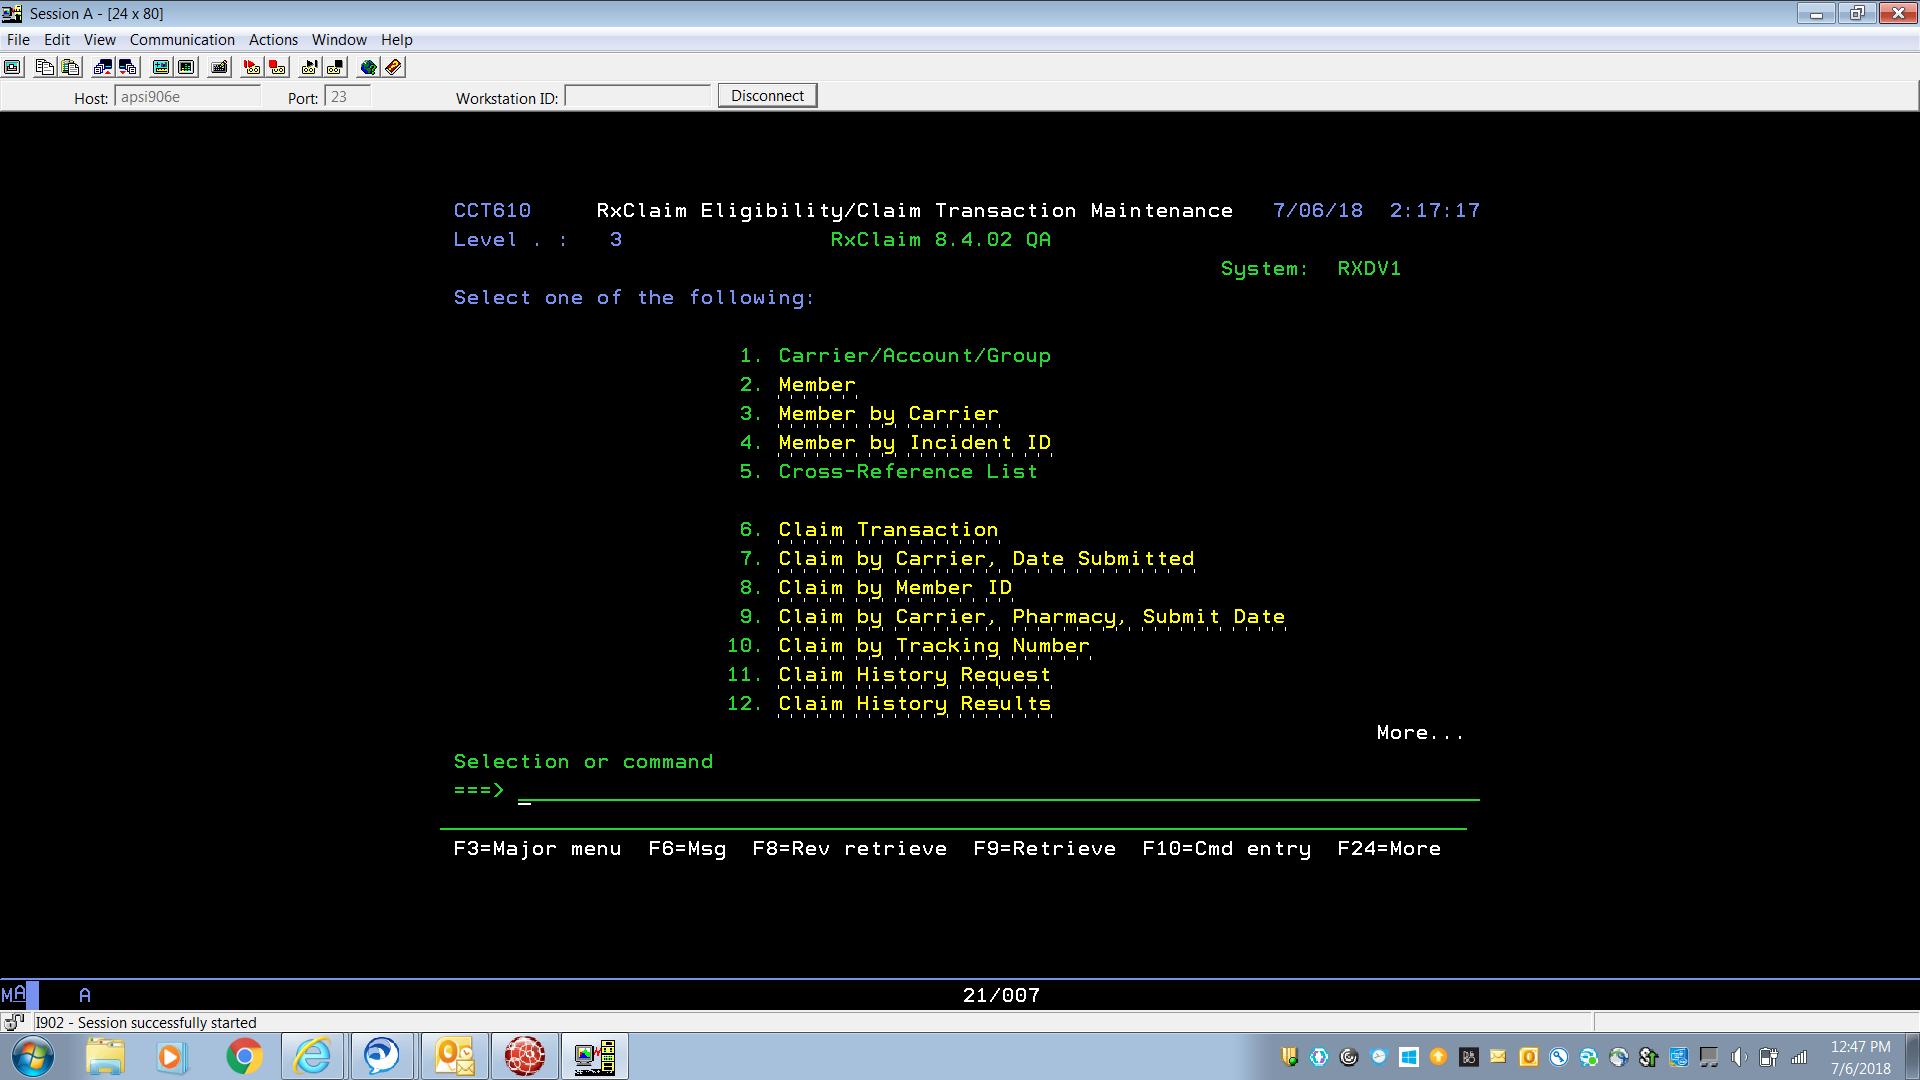 Session A - [24 x 80]
File Edit View Communication Actions Window Help
Host: apsi906e Port: 23 Workstation ID: Disconnect
CCT610 RxClaim Eligibility/Claim Transaction Maintenance 7/06/18 2:17:17
Level . : 3 RxClaim 8.4.02 QA
System: RXDV1
Select one of the following:
1. Carrier/Account/Group
2. Member
3. Member by Carrier
4. Member by Incident ID
5. Cross-Reference List
6. Claim Transaction
7. Claim by Carrier, Date Submitted
8. Claim by Member ID
9. Claim by Carrier, Pharmacy, Submit Date
10. Claim by Tracking Number
11. Claim History Request
12. Claim History Results
More...
Selection or command
===>
F3=Major menu F6=Msg F8=Rev retrieve F9=Retrieve F10=Cmd entry F24=More
MA A 21/007
I902 - Session successfully started
12:47 PM
7/6/2018